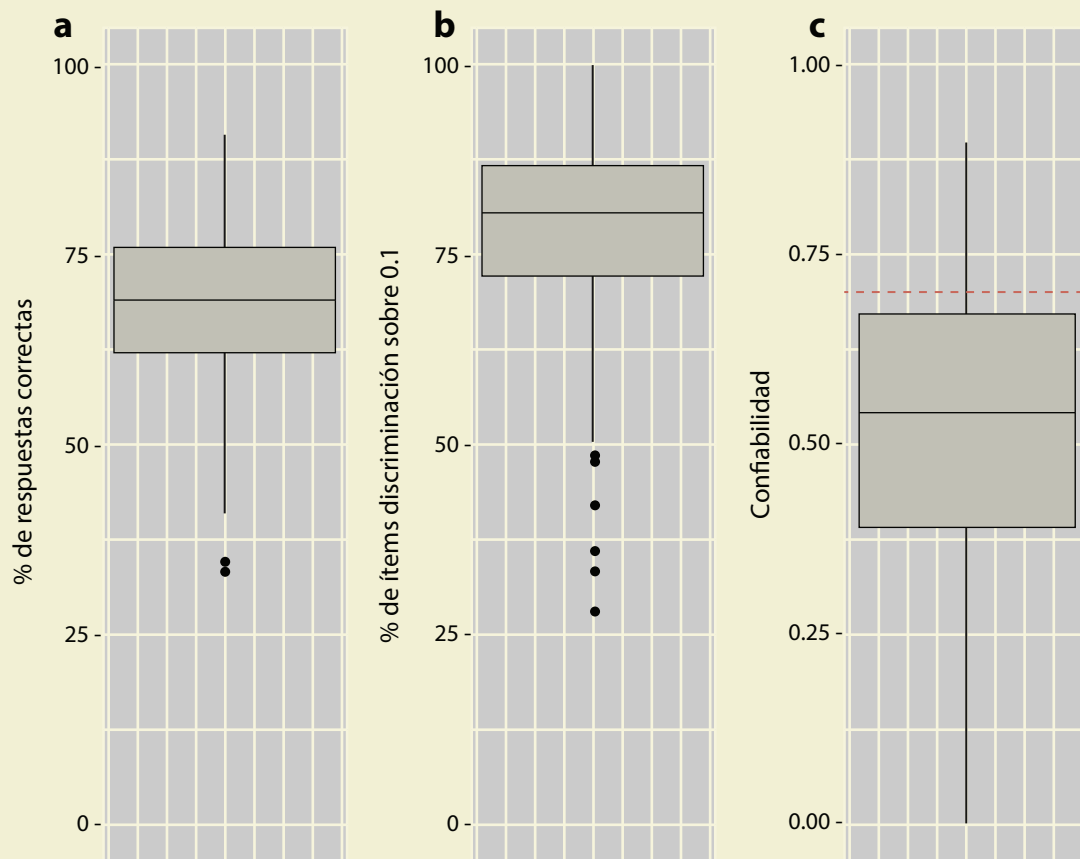 a
% de respuestas correctas
100
75
50
25
0
b
% de ítems discriminación sobre 0.1
100
75
50
25
0
c
Confiabilidad
1.00
0.75
0.50
0.25
0.00